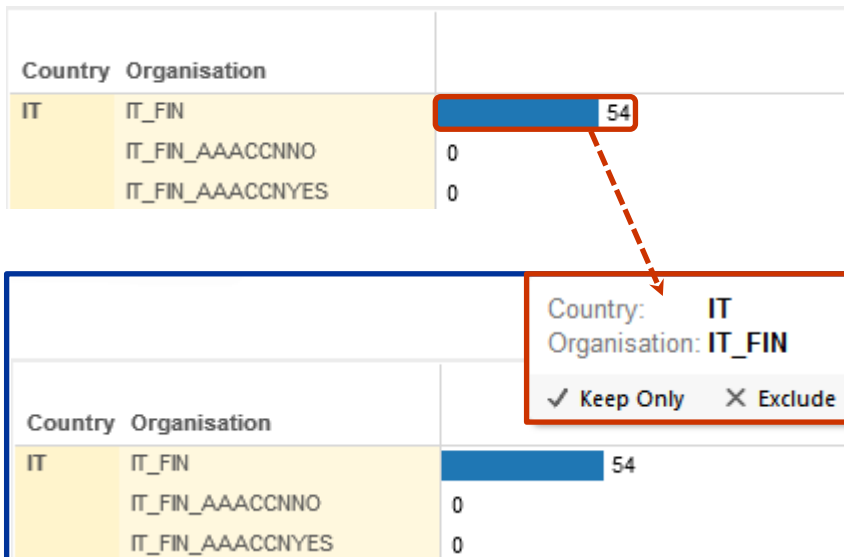 Country Organisation
IT IT_FIN 54
IT_FIN_AAACCNNO 0
IT_FIN_AAACCNYES 0
Country: IT
Organisation: IT_FIN
✓ Keep Only ✕ Exclude
Country Organisation
IT IT_FIN 54
IT_FIN_AAACCNNO 0
IT_FIN_AAACCNYES 0